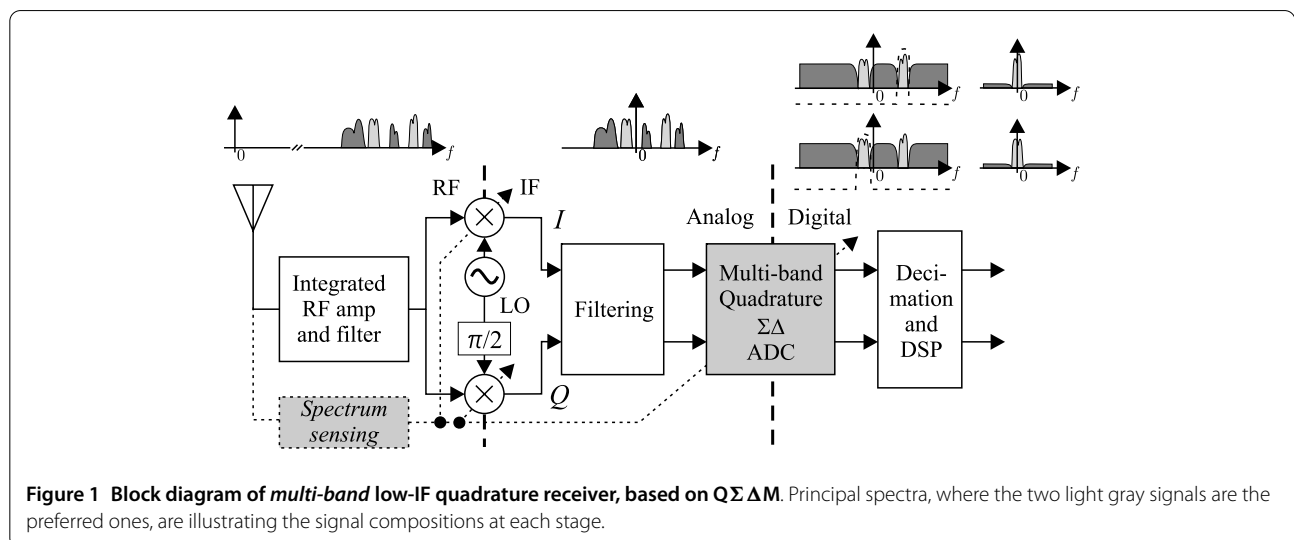 0
f
0
f
0
f
0
f
0
f
0
f
RF
IF
I
Analog
Digital
Integrated
RF amp
and filter
LO
π/2
Filtering
Multi-band
Quadrature
ΣΔ
ADC
Deci-
mation
and
DSP
Q
Spectrum
sensing
Figure 1 Block diagram of multi-band low-IF quadrature receiver, based on QΣΔM. Principal spectra, where the two light gray signals are the
preferred ones, are illustrating the signal compositions at each stage.